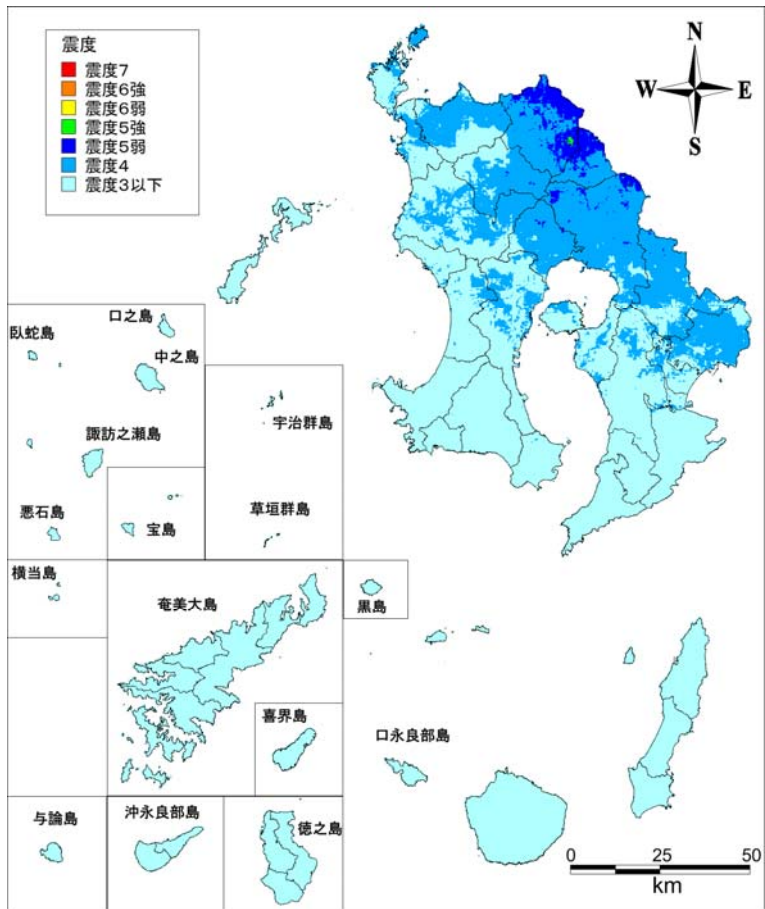 震度
震度7
震度6強
震度6弱
震度5強
震度5弱
震度4
震度3以下
N
W E
S
口之島
臥蛇島
中之島
宇治群島
諏訪之瀬島
悪石島
宝島
草垣群島
横当島
奄美大島
黒島
喜界島
口永良部島
与論島
沖永良部島
徳之島
0 25 50
km